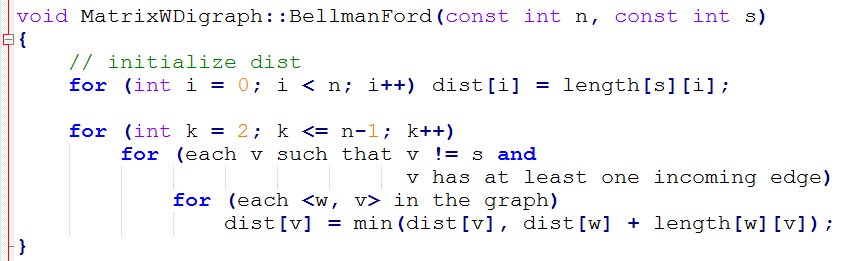 void MatrixWDigraph::BellmanFord(const int n, const int s)
{
    // initialize dist
    for (int i = 0; i < n; i++) dist[i] = length[s][i];

    for (int k = 2; k <= n-1; k++)
        for (each v such that v != s and
                              v has at least one incoming edge)
            for (each <w, v> in the graph)
                dist[v] = min(dist[v], dist[w] + length[w][v]);
}